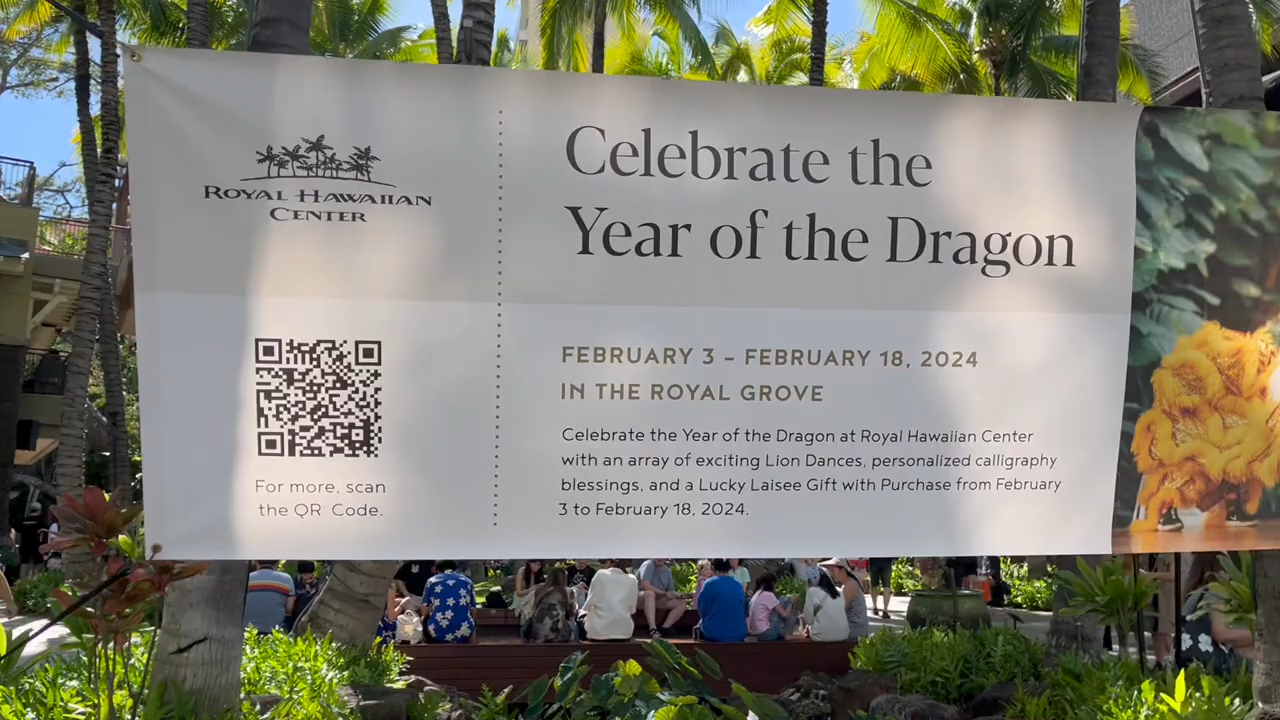 ROYAL HAWAIIAN
CENTER
Celebrate the
Year of the Dragon
FEBRUARY 3 – FEBRUARY 18, 2024
IN THE ROYAL GROVE
Celebrate the Year of the Dragon at Royal Hawaiian Center
with an array of exciting Lion Dances, personalized calligraphy
blessings, and a Lucky Laisee Gift with Purchase from February
3 to February 18, 2024.
For more, scan
the QR Code.